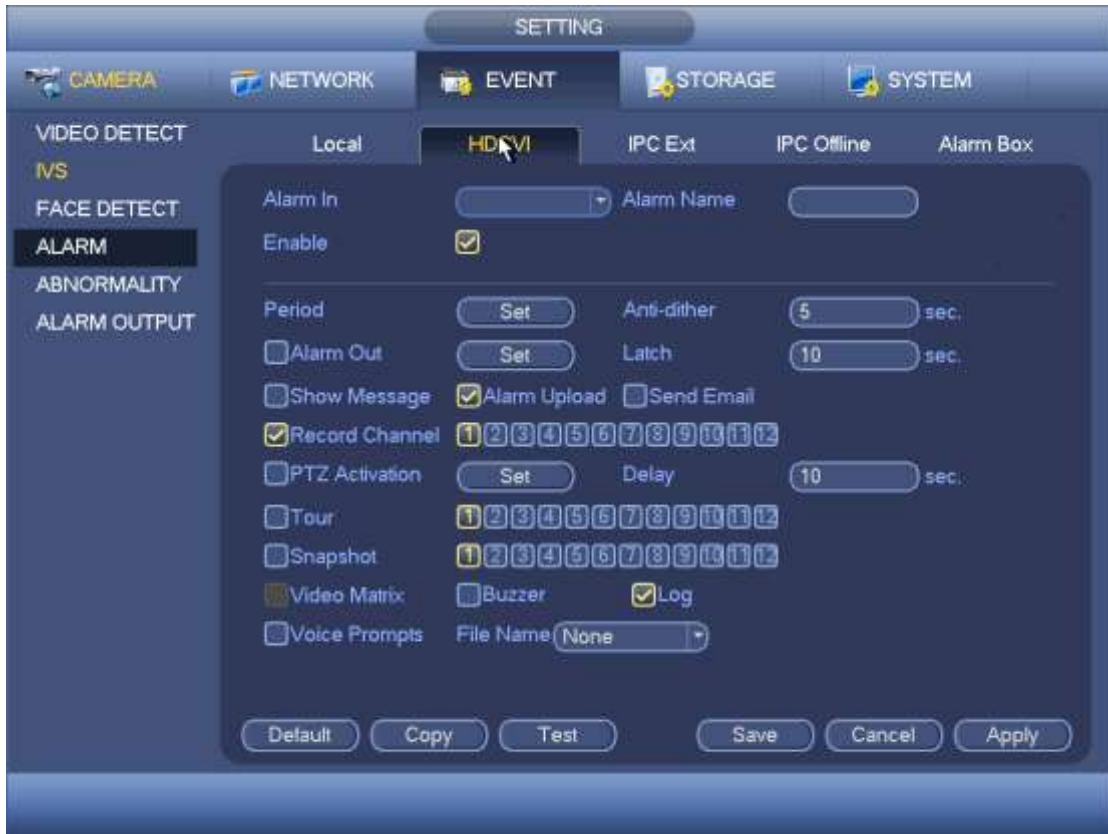 SETTING
CAMERA NETWORK EVENT STORAGE SYSTEM
VIDEO DETECT
IVS
FACE DETECT
ALARM
ABNORMALITY
ALARM OUTPUT
Local HDCVI IPC Ext IPC Offline Alarm Box
Alarm In Alarm Name
Enable
Period Set Anti-dither 5 sec.
Alarm Out Set Latch 10 sec.
Show Message Alarm Upload Send Email
Record Channel 1 2 3 4 5 6 7 8 9 10 11 12
PTZ Activation Set Delay 10 sec.
Tour 1 2 3 4 5 6 7 8 9 10 11 12
Snapshot 1 2 3 4 5 6 7 8 9 10 11 12
Video Matrix Buzzer Log
Voice Prompts File Name None
Default Copy Test Save Cancel Apply